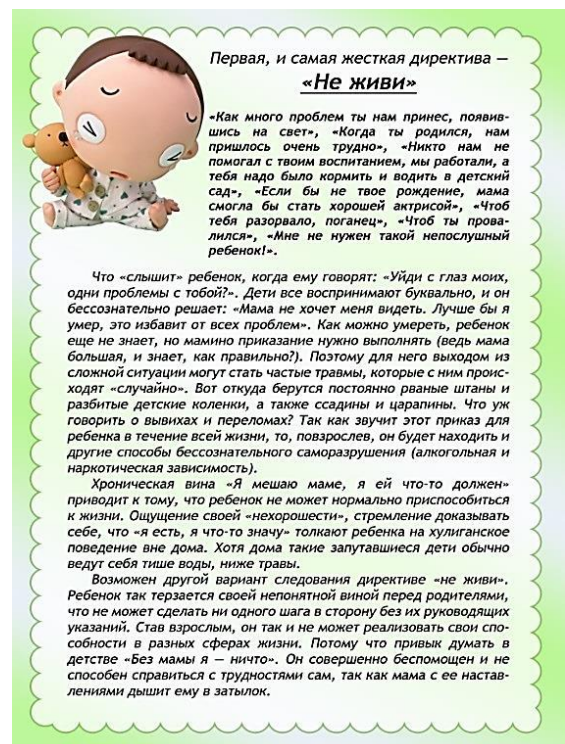 Первая, и самая жесткая директива —
«Не живи»
«Как много проблем ты нам принес, появив-
шись на свет», «Когда ты родился, нам
пришлось очень трудно», «Никто нам не
помогал с твоим воспитанием, мы работали, а
тебя надо было кормить и водить в детский
сад», «Если бы не твое рождение, мама
смогла бы стать хорошей актрисой», «Чтоб
тебя разорвало, поганец», «Чтоб ты прова-
лился», «Мне не нужен такой непослушный
ребенок!».
Что «слышит» ребенок, когда ему говорят: «Уйди с глаз моих,
одни проблемы с тобой?». Дети все воспринимают буквально, и он
бессознательно решает: «Мама не хочет меня видеть. Лучше бы я
умер, это избавит от всех проблем». Как можно умереть, ребенок
еще не знает, но мамино приказание нужно выполнять (ведь мама
большая, и знает, как правильно?). Поэтому для него выходом из
сложной ситуации могут стать частые травмы, которые с ним проис-
ходят «случайно». Вот откуда берутся постоянно рваные штаны и
разбитые детские коленки, а также ссадины и царапины. Что уж
говорить о вывихах и переломах? Так как звучит этот приказ для
ребенка в течение всей жизни, то, повзрослев, он будет находить и
другие способы бессознательного саморазрушения (алкогольная и
наркотическая зависимость).
Хроническая вина «Я мешаю маме, я ей что-то должен»
приводит к тому, что ребенок не может нормально приспособиться
к жизни. Ощущение своей «нехорошести», стремление доказывать
себе, что «я есть, я что-то значу» толкают ребенка на хулиганское
поведение вне дома. Хотя дома такие запутавшиеся дети обычно
ведут себя тише воды, ниже травы.
Возможен другой вариант следования директиве «не живи».
Ребенок так терзается своей непонятной виной перед родителями,
что не может сделать ни одного шага в сторону без их руководящих
указаний. Став взрослым, он так и не может реализовать свои спо-
собности в разных сферах жизни. Потому что привык думать в
детстве «Без мамы я — ничто». Он совершенно беспомощен и не
способен справиться с трудностями сам, так как мама с ее настав-
лениями дышит ему в затылок.